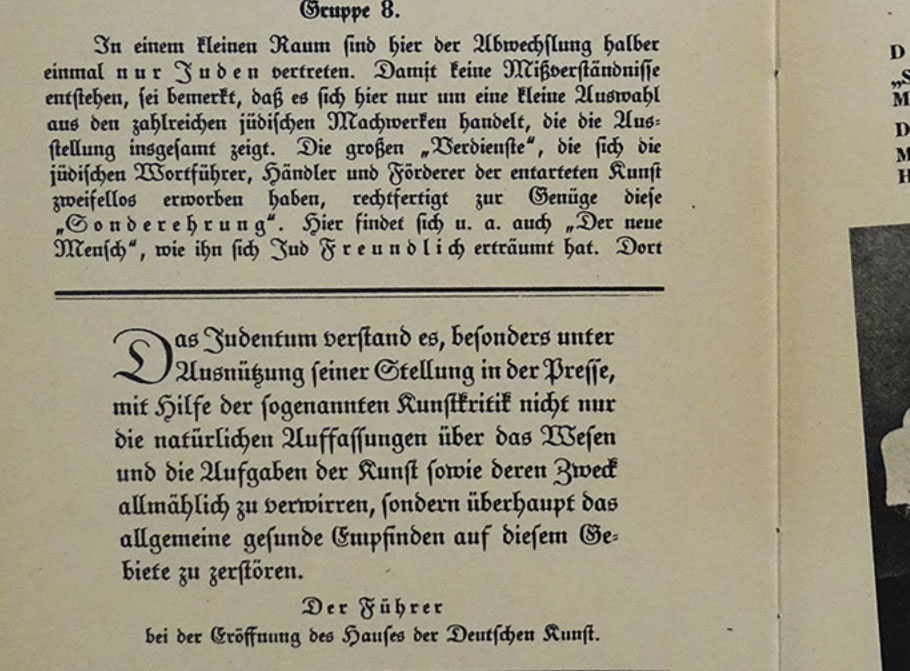 Gruppe 8.
In einem kleinen Raum sind hier der Abwechslung halber
einmal nur Juden vertreten. Damit keine Mißverständnisse
entstehen, sei bemerkt, daß es sich hier nur um eine kleine Auswahl
aus den zahlreichen jüdischen Machwerken handelt, die die Aus-
stellung insgesamt zeigt. Die großen „Verdienste“, die sich die
jüdischen Wortführer, Händler und Förderer der entarteten Kunst
zweifellos erworben haben, rechtfertigt zur Genüge diese
„Sonderehrung“. Hier findet sich u. a. auch „Der neue
Mensch“, wie ihn sich Jud Freundlich erträumt hat. Dort
Das Judentum verstand es, besonders unter
Ausnützung seiner Stellung in der Presse,
mit Hilfe der sogenannten Kunstkritik nicht nur
die natürlichen Auffassungen über das Wesen
und die Aufgaben der Kunst sowie deren Zweck
allmählich zu verwirren, sondern überhaupt das
allgemeine gesunde Empfinden auf diesem Ge-
biete zu zerstören.
Der Führer
bei der Eröffnung des Hauses der Deutschen Kunst.
D
„S
M
D
M
H